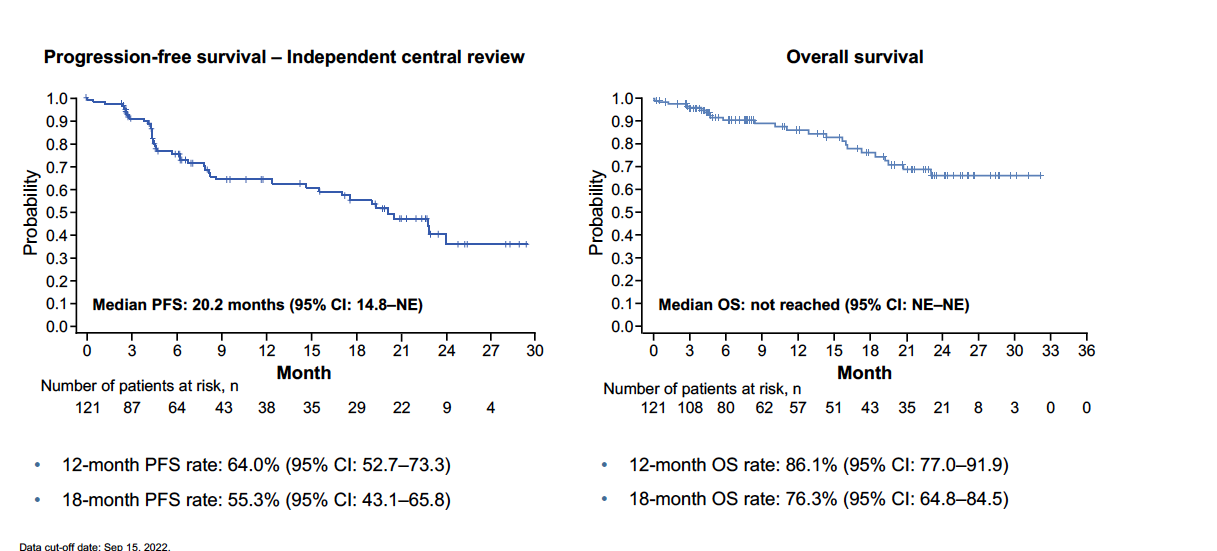 Progression-free survival – Independent central review
Probability
1.0
0.9
0.8
0.7
0.6
0.5
0.4
0.3
0.2
0.1
0.0
Median PFS: 20.2 months (95% CI: 14.8–NE)
0 3 6 9 12 15 18 21 24 27 30
Month
Number of patients at risk, n
121 87 64 43 38 35 29 22 9 4
• 12-month PFS rate: 64.0% (95% CI: 52.7–73.3)
• 18-month PFS rate: 55.3% (95% CI: 43.1–65.8)
Overall survival
Probability
1.0
0.9
0.8
0.7
0.6
0.5
0.4
0.3
0.2
0.1
0.0
Median OS: not reached (95% CI: NE–NE)
0 3 6 9 12 15 18 21 24 27 30 33 36
Month
Number of patients at risk, n
121 108 80 62 57 51 43 35 21 8 3 0 0
• 12-month OS rate: 86.1% (95% CI: 77.0–91.9)
• 18-month OS rate: 76.3% (95% CI: 64.8–84.5)
Data cut-off date: Sep 15, 2022.